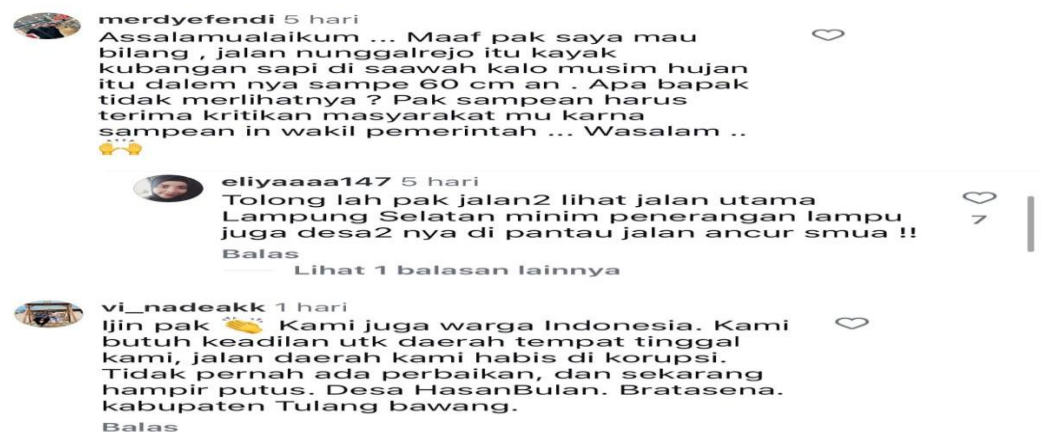 merdyefendi 5 hari
Assalamualaikum ... Maaf pak saya mau
bilang , jalan nunggalrejo itu kayak
kubangan sapi di saawah kalo musim hujan
itu dalem nya sampe 60 cm an . Apa bapak
tidak merlihatnya ? Pak sampean harus
terima kritikan masyarakat mu karna
sampean in wakil pemerintah ... Wasalam ..
🙌
eliyaaaa147 5 hari
Tolong lah pak jalan2 lihat jalan utama
Lampung Selatan minim penerangan lampu
juga desa2 nya di pantau jalan ancur smua !!
7
Balas
Lihat 1 balasan lainnya
vi_nadeakk 1 hari
Ijin pak 👏 Kami juga warga Indonesia. Kami
butuh keadilan utk daerah tempat tinggal
kami, jalan daerah kami habis di korupsi.
Tidak pernah ada perbaikan, dan sekarang
hampir putus. Desa HasanBulan. Bratasena.
kabupaten Tulang bawang.
Balas